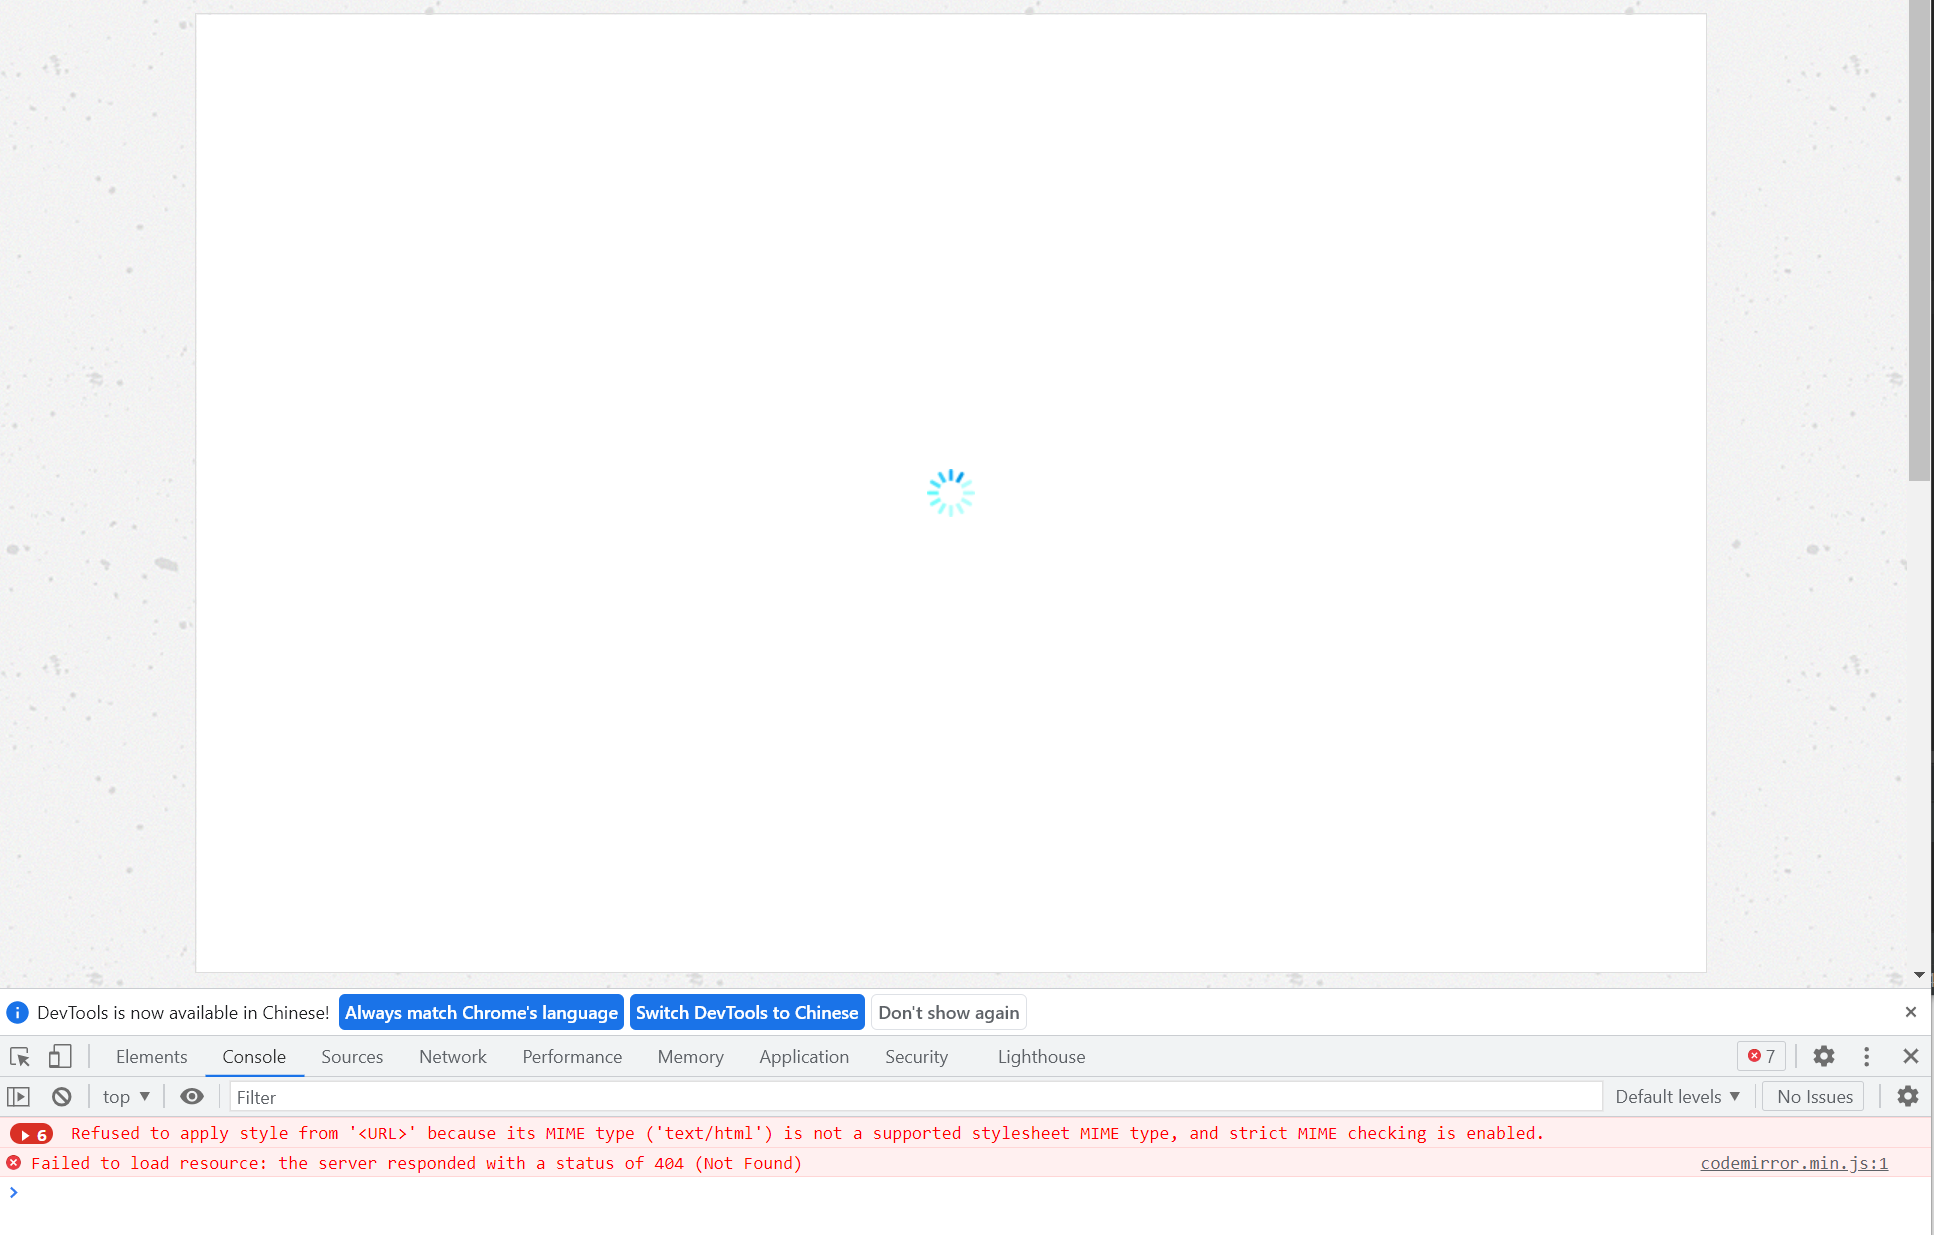 DevTools is now available in Chinese! Always match Chrome's language Switch DevTools to Chinese Don't show again
Elements Console Sources Network Performance Memory Application Security Lighthouse 7
top Filter Default levels No Issues
6 Refused to apply style from '<URL>' because its MIME type ('text/html') is not a supported stylesheet MIME type, and strict MIME checking is enabled.
Failed to load resource: the server responded with a status of 404 (Not Found) codemirror.min.js:1